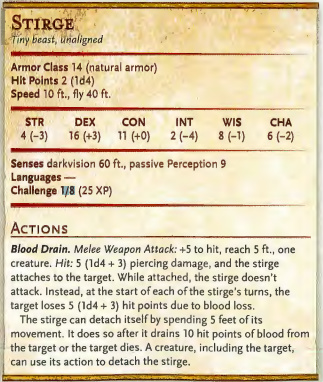 STIRGE
Tiny beast, unaligned
Armor Class 14 (natural armor)
Hit Points 2 (1d4)
Speed 10 ft., fly 40 ft.
STR DEX CON INT WIS CHA
4 (−3) 16 (+3) 11 (+0) 2 (−4) 8 (−1) 6 (−2)
Senses darkvision 60 ft., passive Perception 9
Languages —
Challenge 1/8 (25 XP)
ACTIONS
Blood Drain. Melee Weapon Attack: +5 to hit, reach 5 ft., one
creature. Hit: 5 (1d4 + 3) piercing damage, and the stirge
attaches to the target. While attached, the stirge doesn't
attack. Instead, at the start of each of the stirge's turns, the
target loses 5 (1d4 + 3) hit points due to blood loss.
The stirge can detach itself by spending 5 feet of its
movement. It does so after it drains 10 hit points of blood from
the target or the target dies. A creature, including the target,
can use its action to detach the stirge.